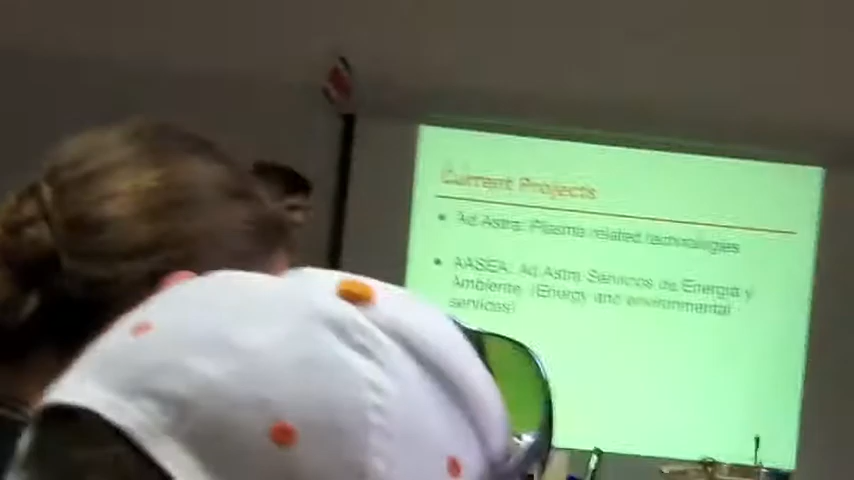 Current Projects
• Ad Astra: Plasma related technologies
• AASEA: Ad Astra Servicios de Energia y
Ambiente (Energy and environmental
services)